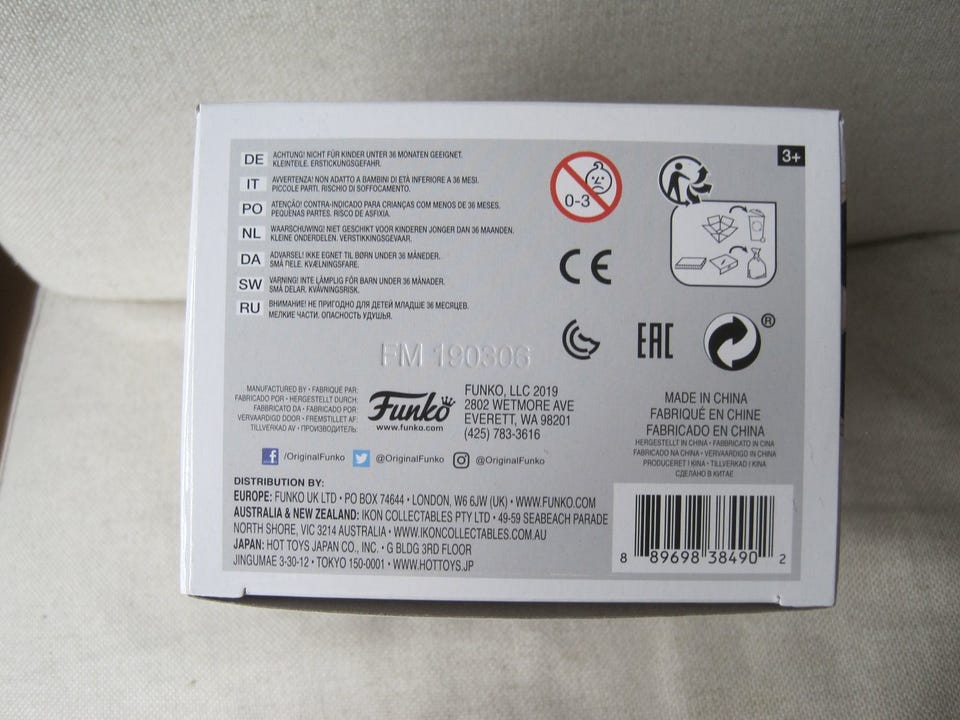 DE ACHTUNG! NICHT FÜR KINDER UNTER 36 MONATEN GEEIGNET.
KLEINTEILE. ERSTICKUNGSGEFAHR.
IT AVVERTENZA! NON ADATTO A BAMBINI DI ETÀ INFERIORE A 36 MESI.
PICCOLE PARTI. RISCHIO DI SOFFOCAMENTO.
PO ATENÇÃO! CONTRA-INDICADO PARA CRIANÇAS COM MENOS DE 36 MESES.
PEQUENAS PARTES. RISCO DE ASFIXIA.
NL WAARSCHUWING! NIET GESCHIKT VOOR KINDEREN JONGER DAN 36 MAANDEN.
KLEINE ONDERDELEN. VERSTIKKINGSGEVAAR.
DA ADVARSEL! IKKE EGNET TIL BØRN UNDER 36 MÅNEDER.
SMÅ DELE. KVÆLNINGSFARE.
SW VARNING! INTE LÄMPLIG FÖR BARN UNDER 36 MÅNADER.
SMÅ DELAR. KVÄVNINGSRISK.
RU ВНИМАНИЕ! НЕ ПРИГОДНО ДЛЯ ДЕТЕЙ МЛАДШЕ 36 МЕСЯЦЕВ.
МЕЛКИЕ ЧАСТИ. ОПАСНОСТЬ УДУШЬЯ.
0-3
3+
CE
EAC
®
FM 190306
MANUFACTURED BY • FABRIQUÉ PAR:
FABRICADO POR • HERGESTELLT DURCH:
FABBRICATO DA • FABRICADO POR:
VERVAARDIGD DOOR • FREMSTILLET AF:
TILLVERKAD AV • ПРОИЗВОДИТЕЛЬ:
Funko
www.funko.com
FUNKO, LLC 2019
2802 WETMORE AVE
EVERETT, WA 98201
(425) 783-3616
MADE IN CHINA
FABRIQUÉ EN CHINE
FABRICADO EN CHINA
HERGESTELLT IN CHINA • FABBRICATO IN CINA
FABRICADO NA CHINA • VERVAARDIGD IN CHINA
PRODUCERET I KINA • TILLVERKAD I KINA
СДЕЛАНО В КИТАЕ
f /OriginalFunko @OriginalFunko @OriginalFunko
DISTRIBUTION BY:
EUROPE: FUNKO UK LTD • PO BOX 74644 • LONDON, W6 6JW (UK) • WWW.FUNKO.COM
AUSTRALIA & NEW ZEALAND: IKON COLLECTABLES PTY LTD • 49-59 SEABEACH PARADE
NORTH SHORE, VIC 3214 AUSTRALIA • WWW.IKONCOLLECTABLES.COM.AU
JAPAN: HOT TOYS JAPAN CO., INC. • G BLDG 3RD FLOOR
JINGUMAE 3-30-12 • TOKYO 150-0001 • WWW.HOTTOYS.JP
8 89698 38490 2